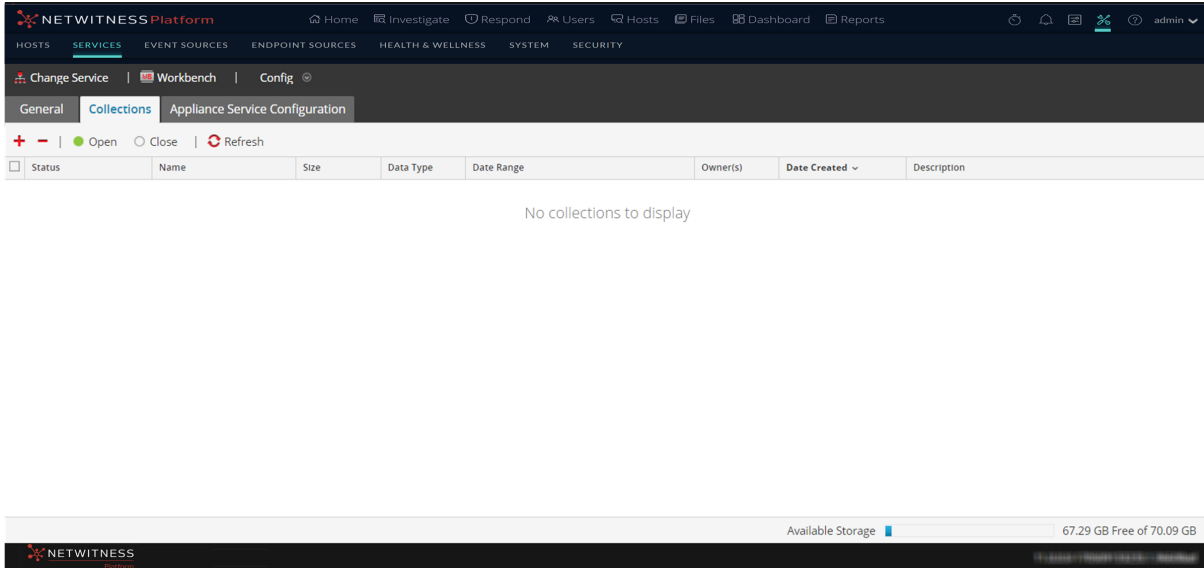 NETWITNESS Platform Home Investigate Respond Users Hosts Files Dashboard Reports admin
HOSTS SERVICES EVENT SOURCES ENDPOINT SOURCES HEALTH & WELLNESS SYSTEM SECURITY
Change Service | WB Workbench | Config
General Collections Appliance Service Configuration
+ − | Open Close | Refresh
Status Name Size Data Type Date Range Owner(s) Date Created Description
No collections to display
Available Storage 67.29 GB Free of 70.09 GB
NETWITNESS
Platform